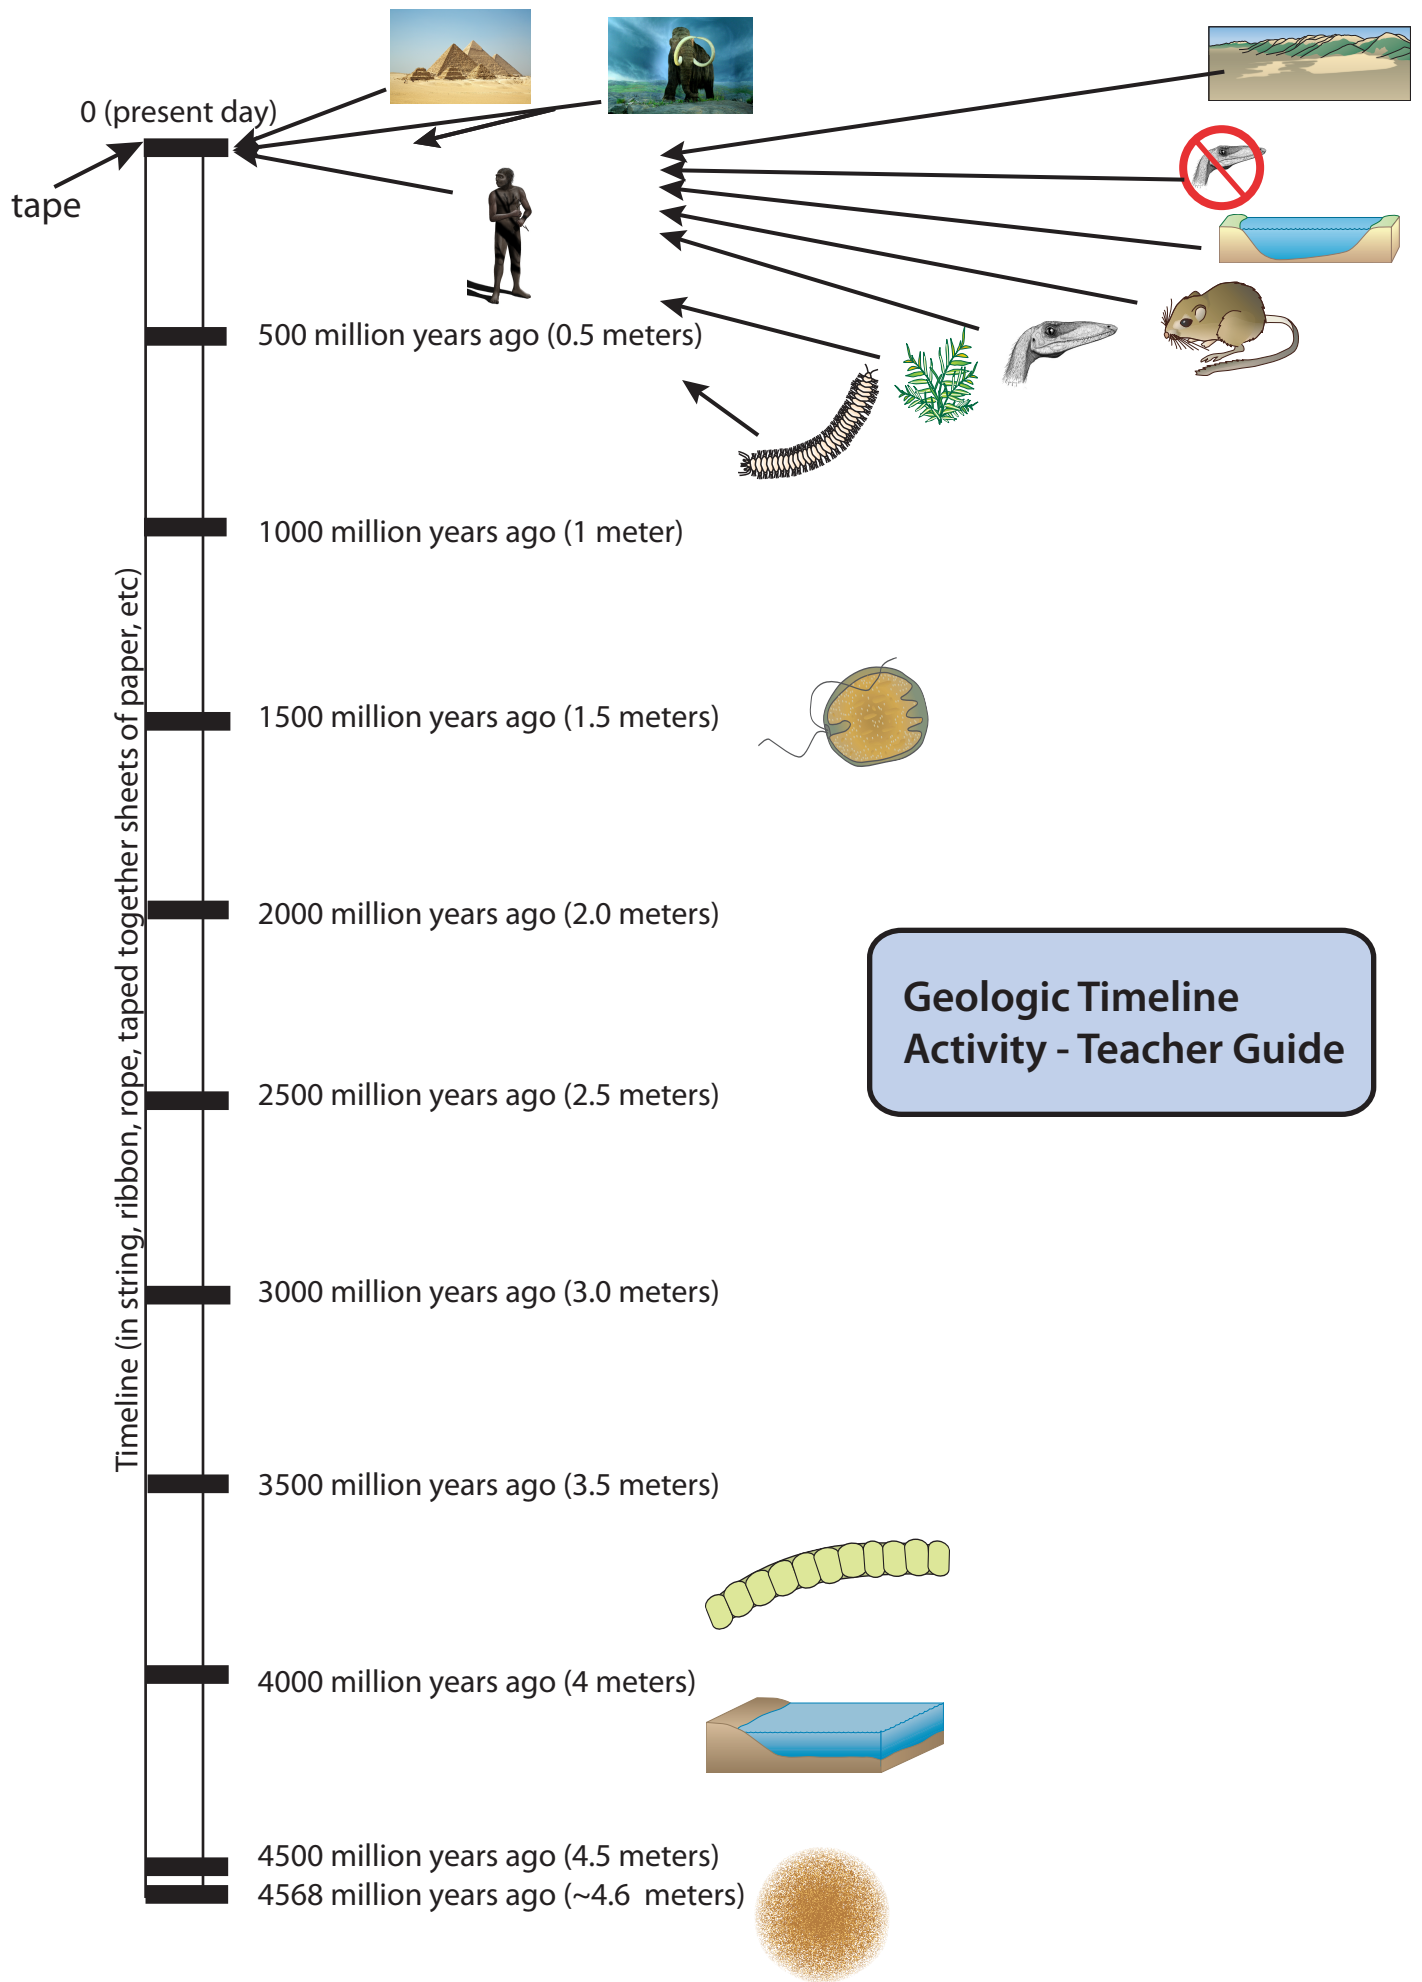 0 (present day)
tape
500 million years ago (0.5 meters)
1000 million years ago (1 meter)
Timeline (in string, ribbon, rope, taped together sheets of paper, etc)
1500 million years ago (1.5 meters)
2000 million years ago (2.0 meters)
Geologic Timeline
Activity - Teacher Guide
2500 million years ago (2.5 meters)
3000 million years ago (3.0 meters)
3500 million years ago (3.5 meters)
4000 million years ago (4 meters)
4500 million years ago (4.5 meters)
4568 million years ago (~4.6 meters)